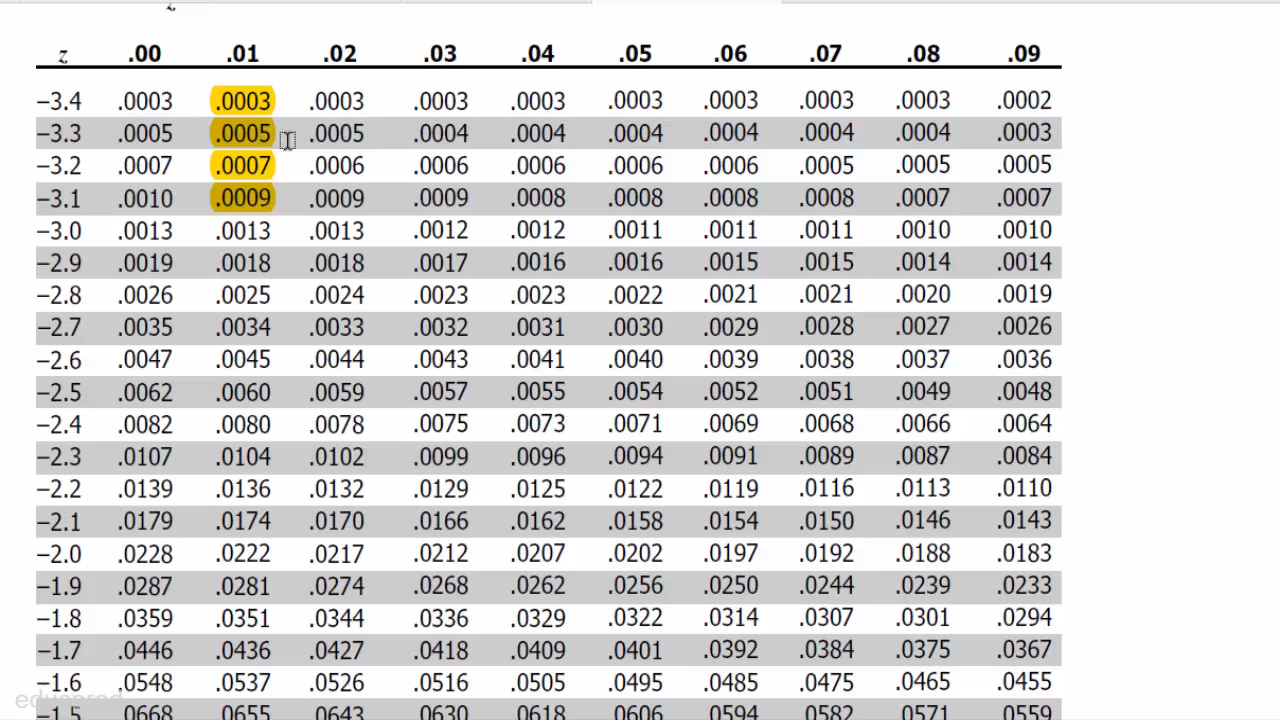 z
z .00 .01 .02 .03 .04 .05 .06 .07 .08 .09
−3.4 .0003 .0003 .0003 .0003 .0003 .0003 .0003 .0003 .0003 .0002
−3.3 .0005 .0005 .0005 .0004 .0004 .0004 .0004 .0004 .0004 .0003
−3.2 .0007 .0007 .0006 .0006 .0006 .0006 .0006 .0005 .0005 .0005
−3.1 .0010 .0009 .0009 .0009 .0008 .0008 .0008 .0008 .0007 .0007
−3.0 .0013 .0013 .0013 .0012 .0012 .0011 .0011 .0011 .0010 .0010
−2.9 .0019 .0018 .0018 .0017 .0016 .0016 .0015 .0015 .0014 .0014
−2.8 .0026 .0025 .0024 .0023 .0023 .0022 .0021 .0021 .0020 .0019
−2.7 .0035 .0034 .0033 .0032 .0031 .0030 .0029 .0028 .0027 .0026
−2.6 .0047 .0045 .0044 .0043 .0041 .0040 .0039 .0038 .0037 .0036
−2.5 .0062 .0060 .0059 .0057 .0055 .0054 .0052 .0051 .0049 .0048
−2.4 .0082 .0080 .0078 .0075 .0073 .0071 .0069 .0068 .0066 .0064
−2.3 .0107 .0104 .0102 .0099 .0096 .0094 .0091 .0089 .0087 .0084
−2.2 .0139 .0136 .0132 .0129 .0125 .0122 .0119 .0116 .0113 .0110
−2.1 .0179 .0174 .0170 .0166 .0162 .0158 .0154 .0150 .0146 .0143
−2.0 .0228 .0222 .0217 .0212 .0207 .0202 .0197 .0192 .0188 .0183
−1.9 .0287 .0281 .0274 .0268 .0262 .0256 .0250 .0244 .0239 .0233
−1.8 .0359 .0351 .0344 .0336 .0329 .0322 .0314 .0307 .0301 .0294
−1.7 .0446 .0436 .0427 .0418 .0409 .0401 .0392 .0384 .0375 .0367
−1.6 .0548 .0537 .0526 .0516 .0505 .0495 .0485 .0475 .0465 .0455
−1.5 .0668 .0655 .0643 .0630 .0618 .0606 .0594 .0582 .0571 .0559